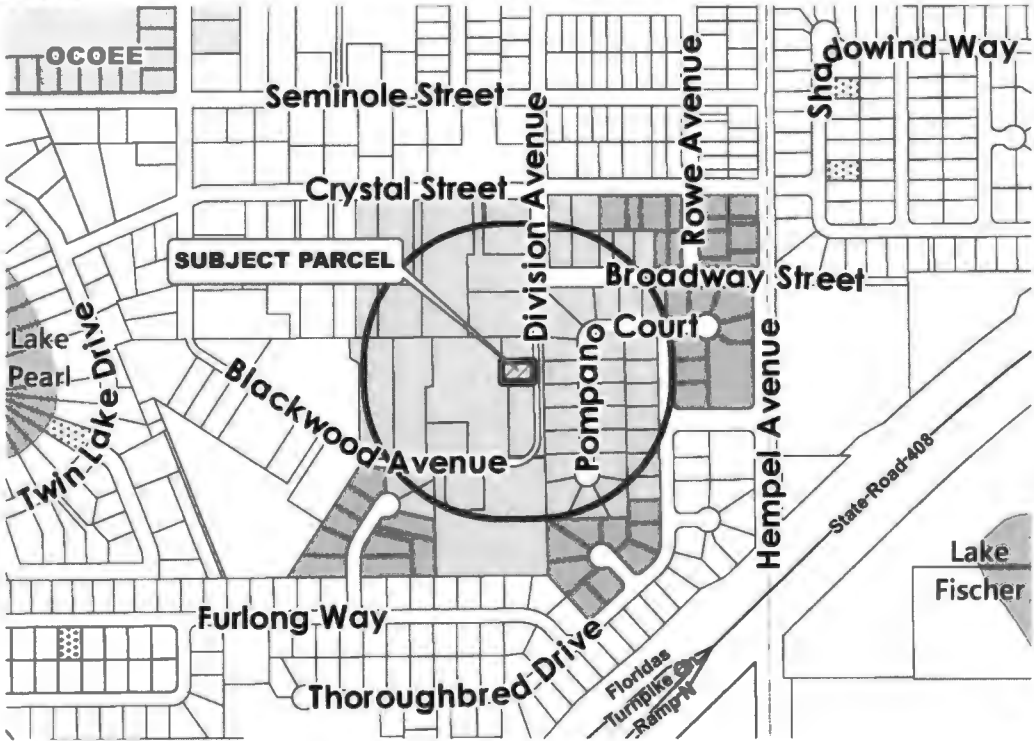 OCOEE
Seminole Street
Division Avenue
Rowe Avenue
Shadowind Way
Crystal Street
SUBJECT PARCEL
Broadway Street
Lake
Pearl
Twin Lake Drive
Blackwood Avenue
Pompano Court
Hempel Avenue
State Road 408
Lake
Fischer
Furlong Way
Thoroughbred Drive
Floridas
Turnpike
Ramp N